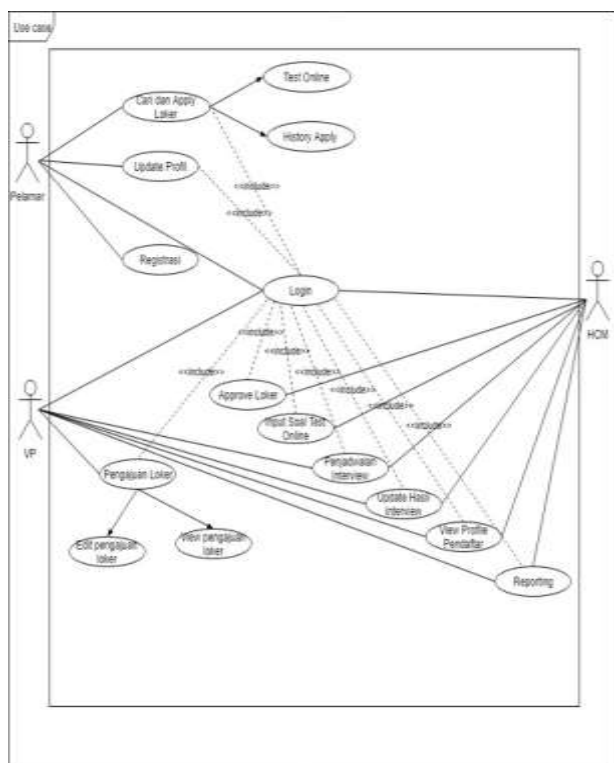 Use case
Test Online
Cari dan Apply
Loker
History Apply
Pelamar
Update Profil
<<include>>
<<include>>
Registrasi
Login
HCM
<<include>>
<<include>>
<<include>>
<<include>>
<<include>>
<<include>>
<<include>>
Approve Loker
Input Soal Test
Online
VP
Penjadwalan
Interview
Pengajuan Loker
Update Hasil
Interview
View Profile
Pendaftar
Edit pengajuan
loker
View pengajuan
loker
Reporting